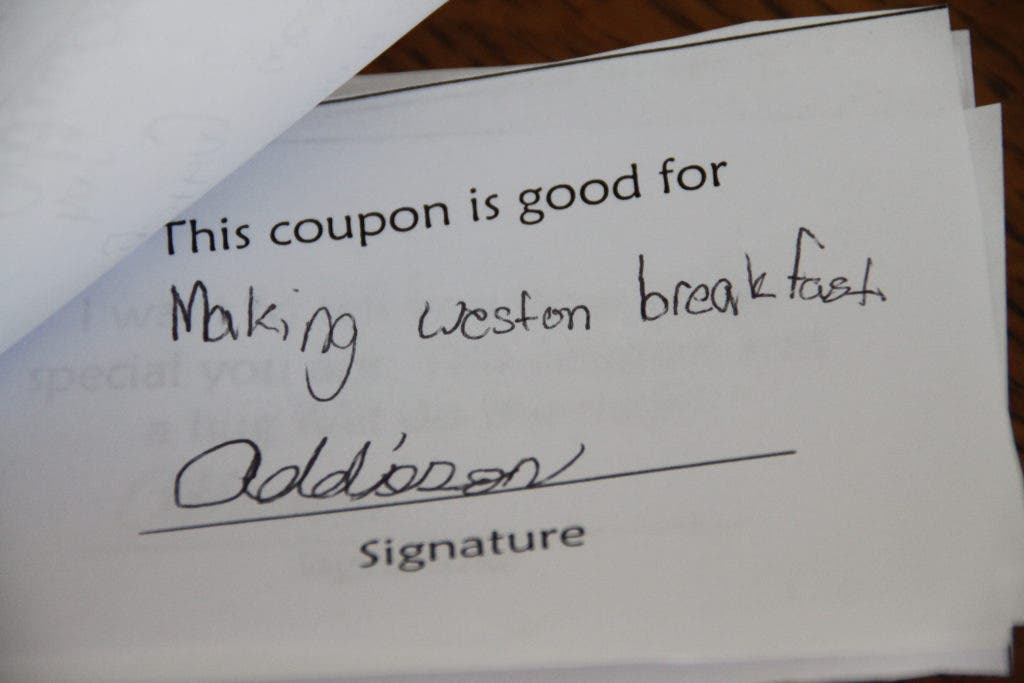 This coupon is good for
Making weston breakfast.
Addison
Signature